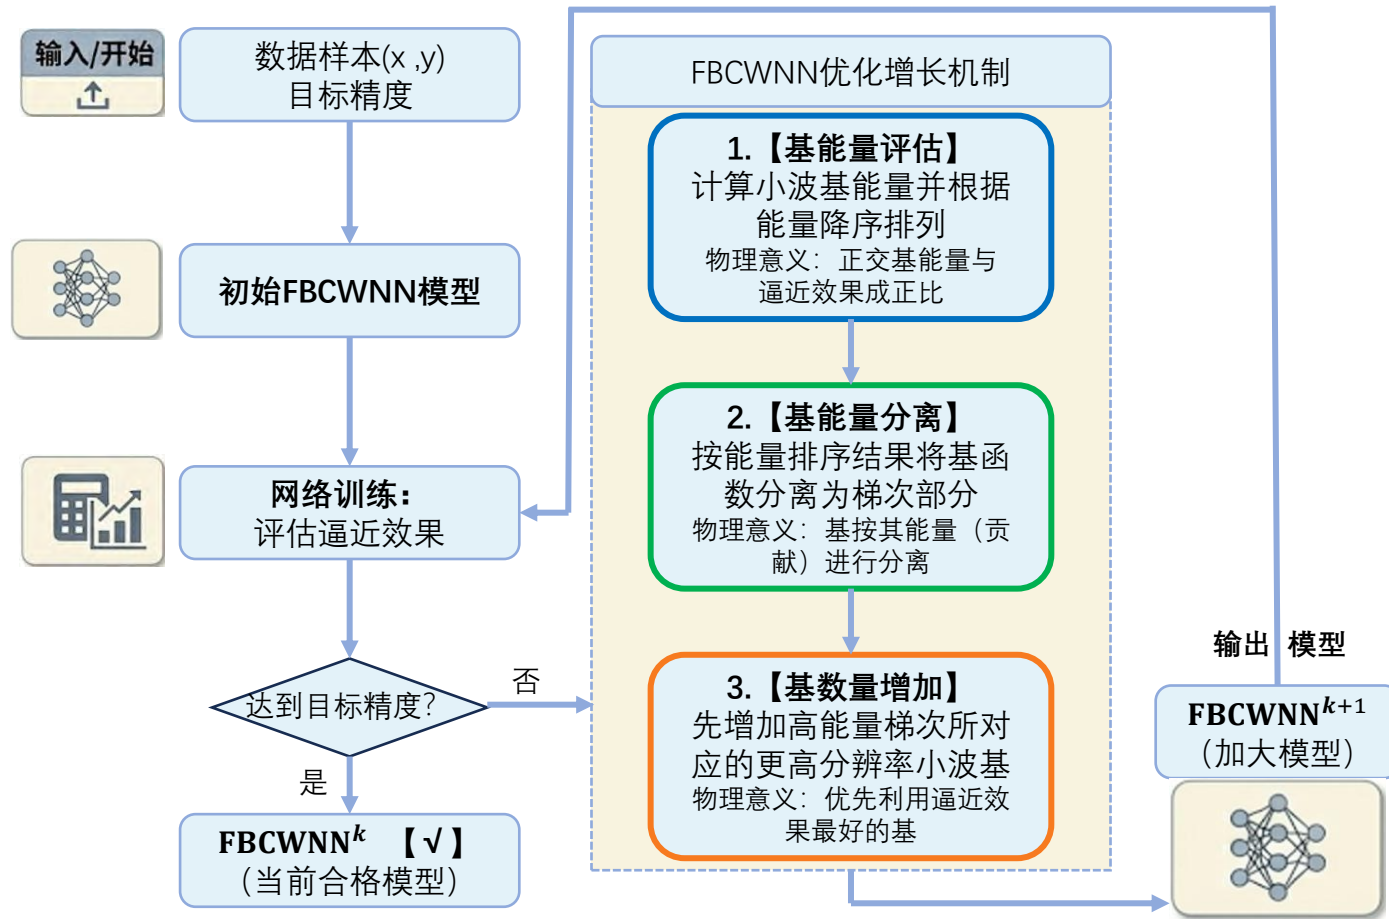 输入/开始
数据样本(x ,y)
目标精度
初始FBCWNN模型
网络训练：
评估逼近效果
达到目标精度？
否
是
FBCWNN^k 【√】
（当前合格模型）
FBCWNN优化增长机制
1.【基能量评估】
计算小波基能量并根据
能量降序排列
物理意义：正交基能量与
逼近效果成正比
2.【基能量分离】
按能量排序结果将基函
数分离为梯次部分
物理意义：基按其能量（贡
献）进行分离
3.【基数量增加】
先增加高能量梯次所对
应的更高分辨率小波基
物理意义：优先利用逼近效
果最好的基
输出 模型
FBCWNN^{k+1}
（加大模型）